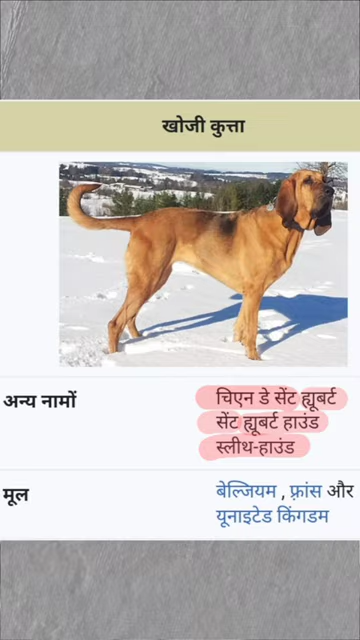 खोजी कुत्ता
अन्य नामों
चिएन डे सेंट ह्यूबर्ट
सेंट ह्यूबर्ट हाउंड
स्लीथ-हाउंड
मूल
बेल्जियम , फ़्रांस और
यूनाइटेड किंगडम